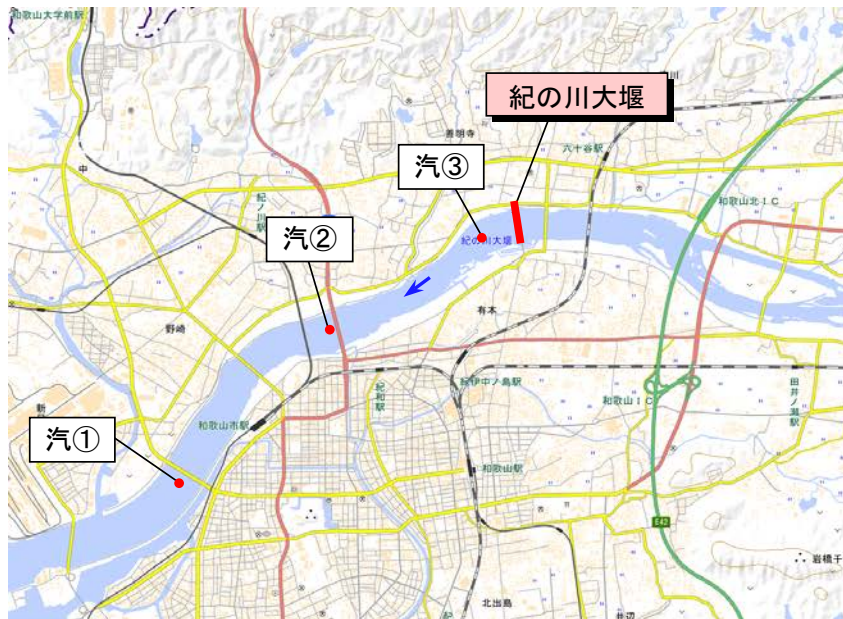 和歌山大学前駅
紀の川大堰
善明寺
六十谷駅
汽③
中
紀ノ川駅
和歌山北IC
汽②
紀の川大堰
有本
野崎
紀伊中ノ島駅
紀和駅
和歌山IC
田井ノ瀬駅
和歌山市駅
汽①
和歌山駅
E42
岩橋千
北出島